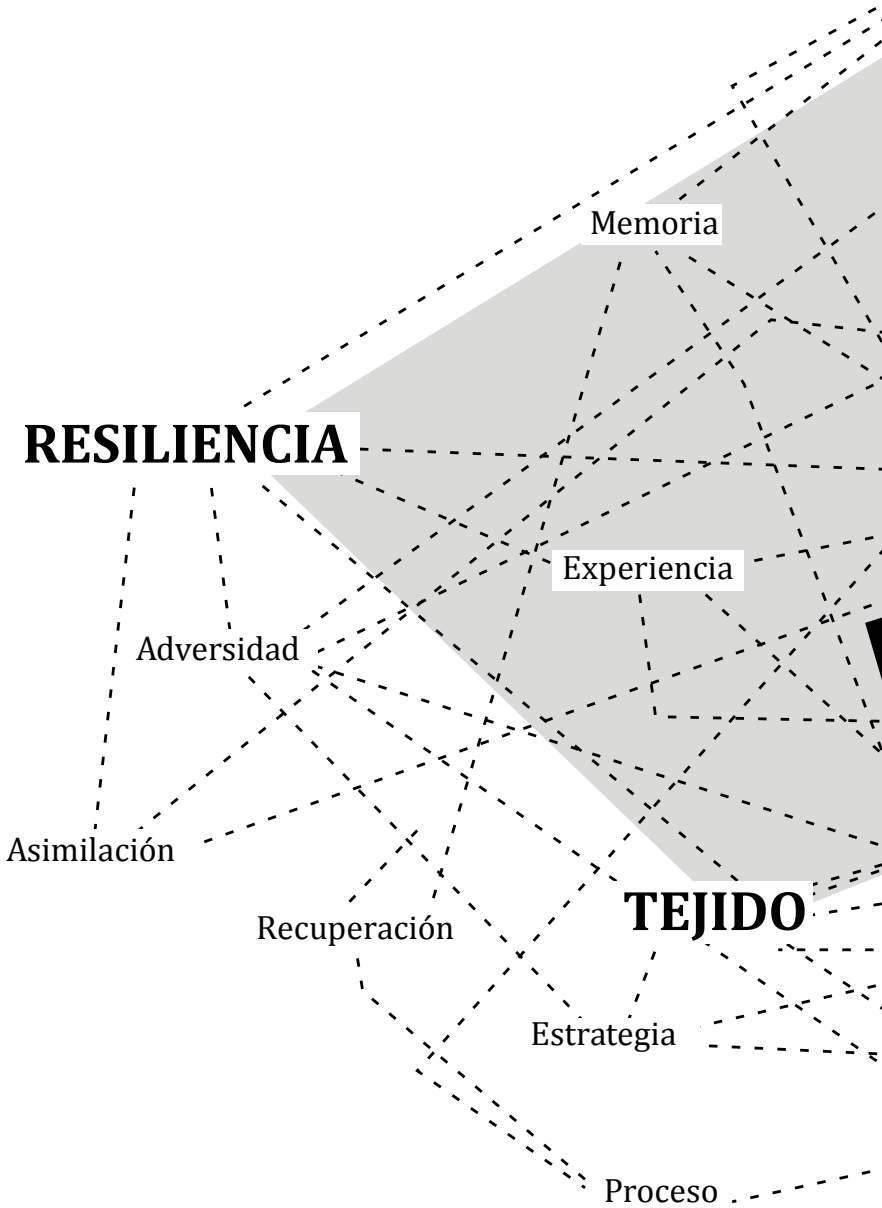 Memoria
RESILIENCIA
Experiencia
Adversidad
Asimilación
TEJIDO
Recuperación
Estrategia
Proceso